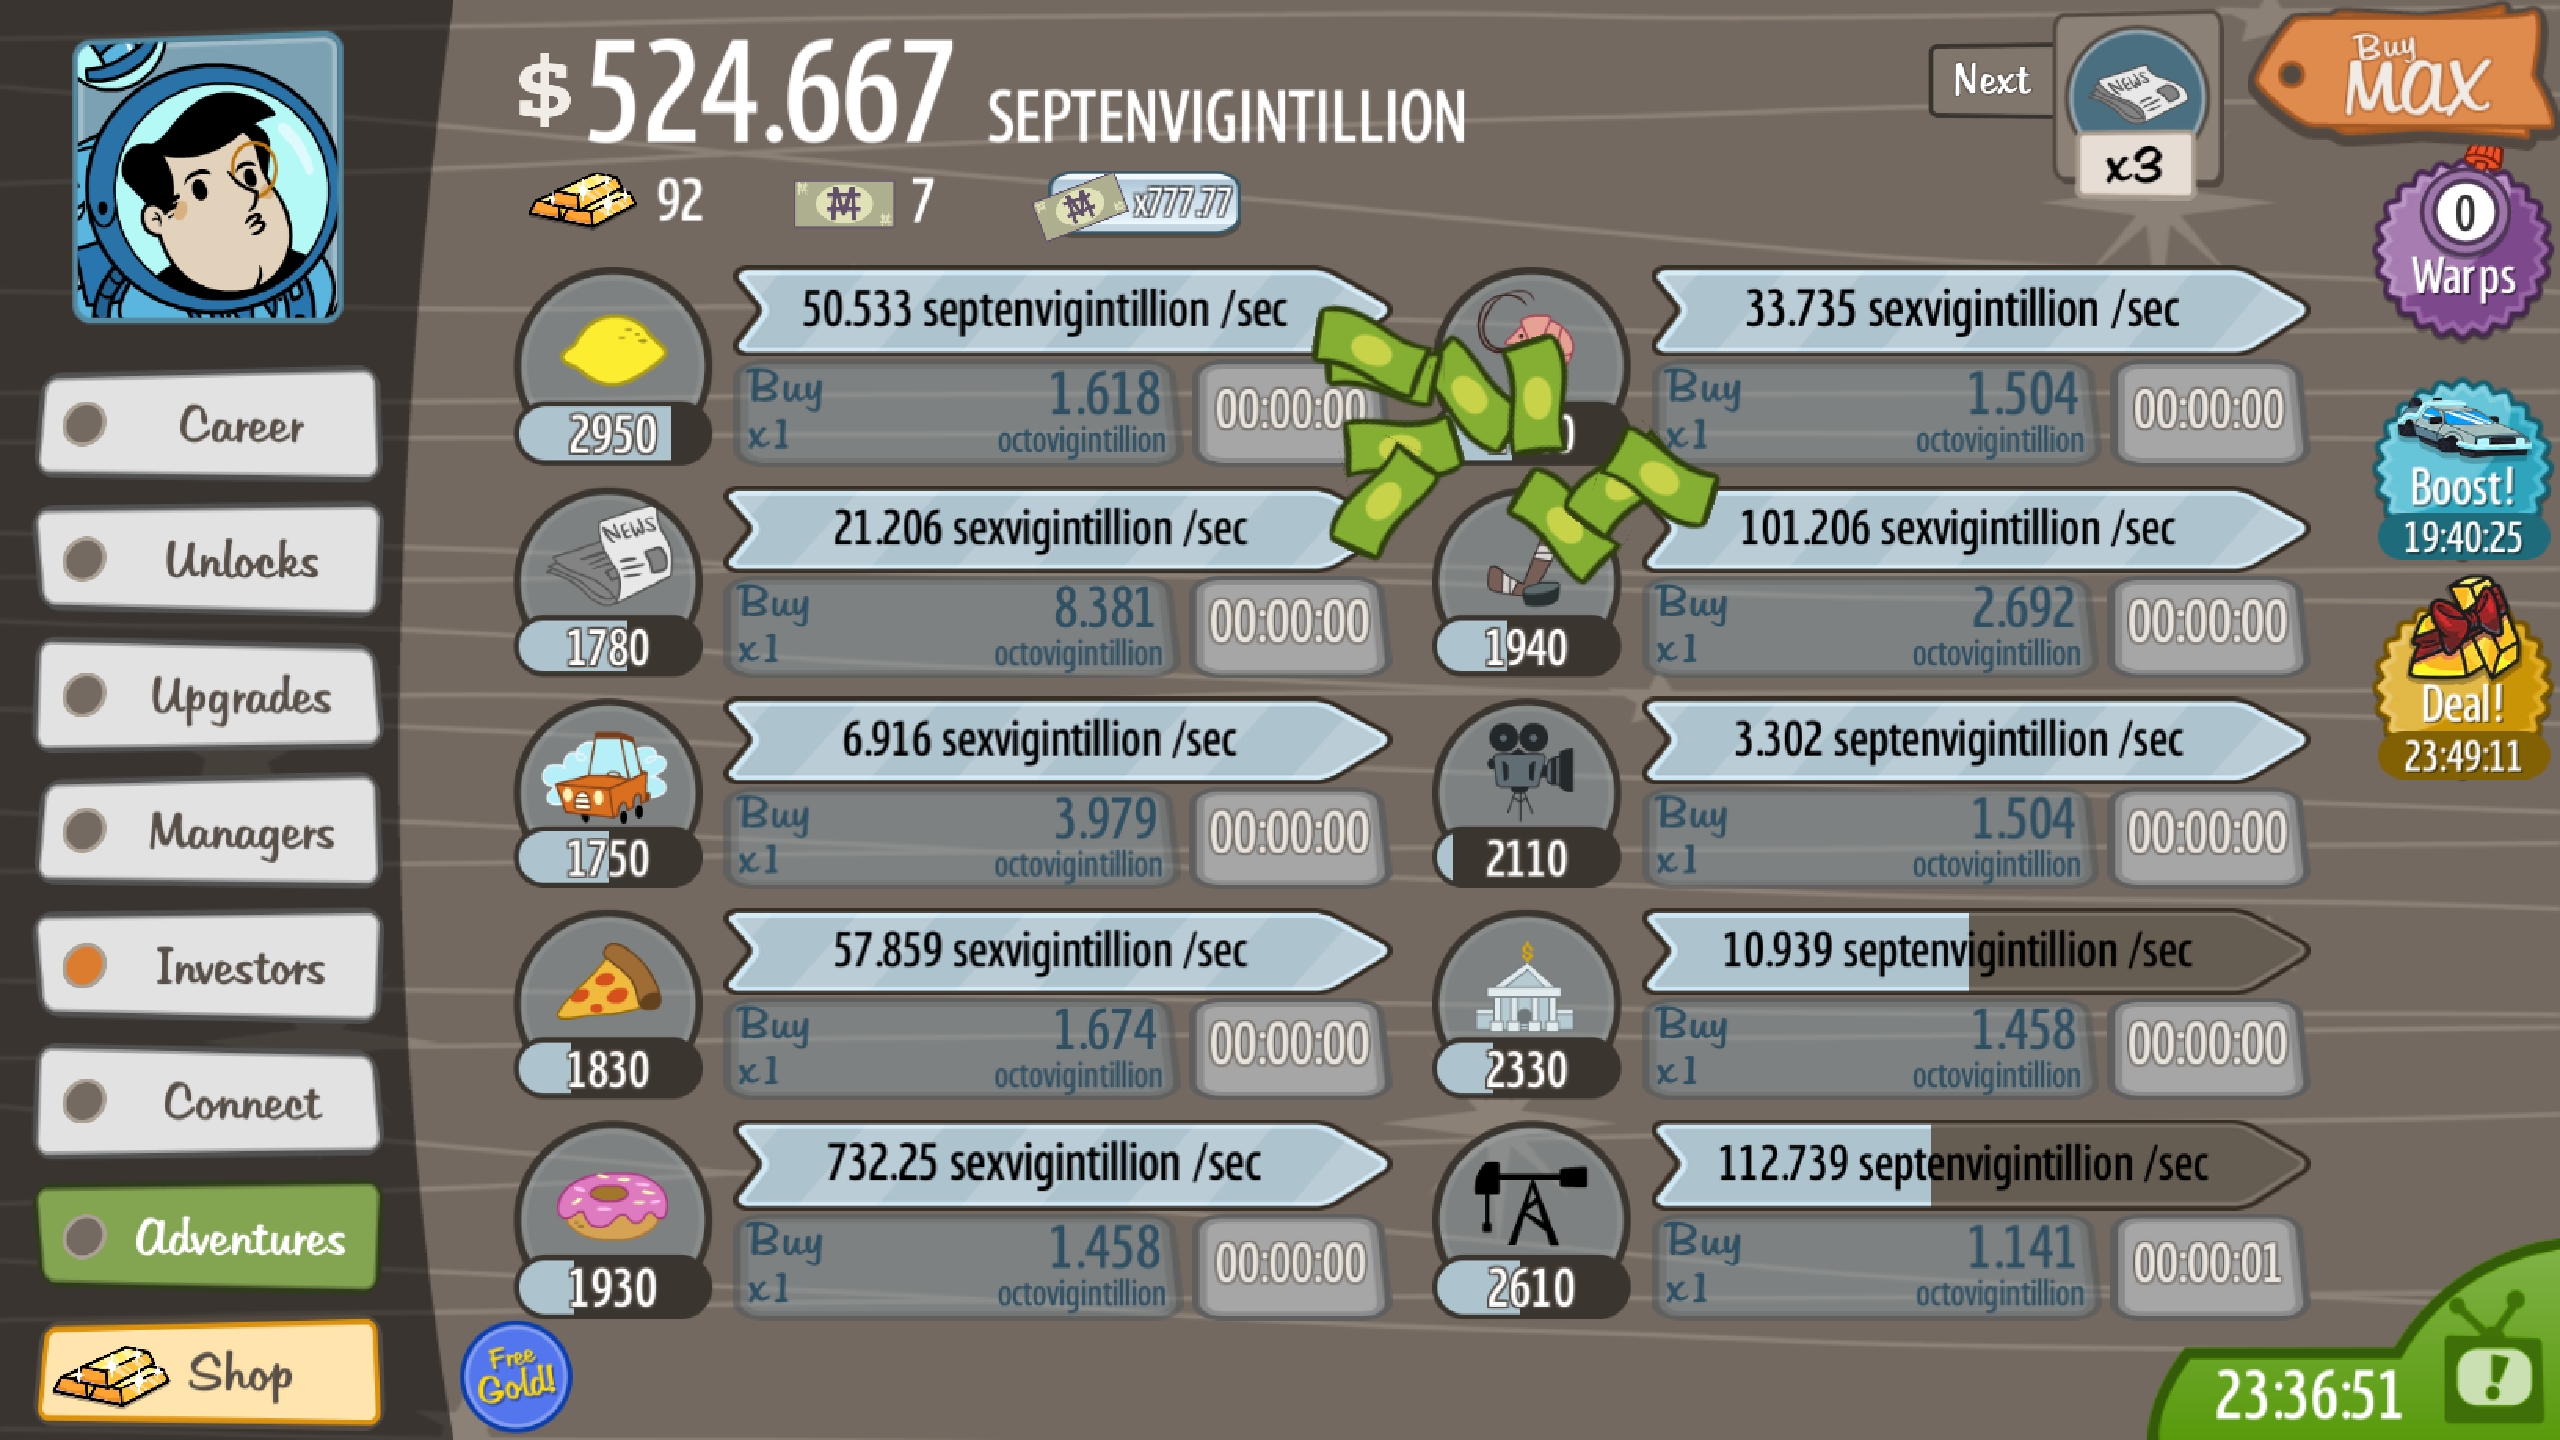 $524.667 SEPTENVIGINTILLION
92
7
x777.77
Next
NEWS
x3
Buy
MAX
0
Warps
Boost!
19:40:25
Deal!
23:49:11
Career
Unlocks
Upgrades
Managers
Investors
Connect
Adventures
Shop
Free
Gold!
50.533 septenvigintillion /sec
2950
Buy 1.618
x1 octovigintillion
00:00:00
33.735 sexvigintillion /sec
Buy 1.504
x1 octovigintillion
00:00:00
NEWS
21.206 sexvigintillion /sec
1780
Buy 8.381
x1 octovigintillion
00:00:00
101.206 sexvigintillion /sec
1940
Buy 2.692
x1 octovigintillion
00:00:00
6.916 sexvigintillion /sec
1750
Buy 3.979
x1 octovigintillion
00:00:00
3.302 septenvigintillion /sec
2110
Buy 1.504
x1 octovigintillion
00:00:00
57.859 sexvigintillion /sec
1830
Buy 1.674
x1 octovigintillion
00:00:00
10.939 septenvigintillion /sec
2330
Buy 1.458
x1 octovigintillion
00:00:00
732.25 sexvigintillion /sec
1930
Buy 1.458
x1 octovigintillion
00:00:00
112.739 septenvigintillion /sec
2610
Buy 1.141
x1 octovigintillion
00:00:01
23:36:51